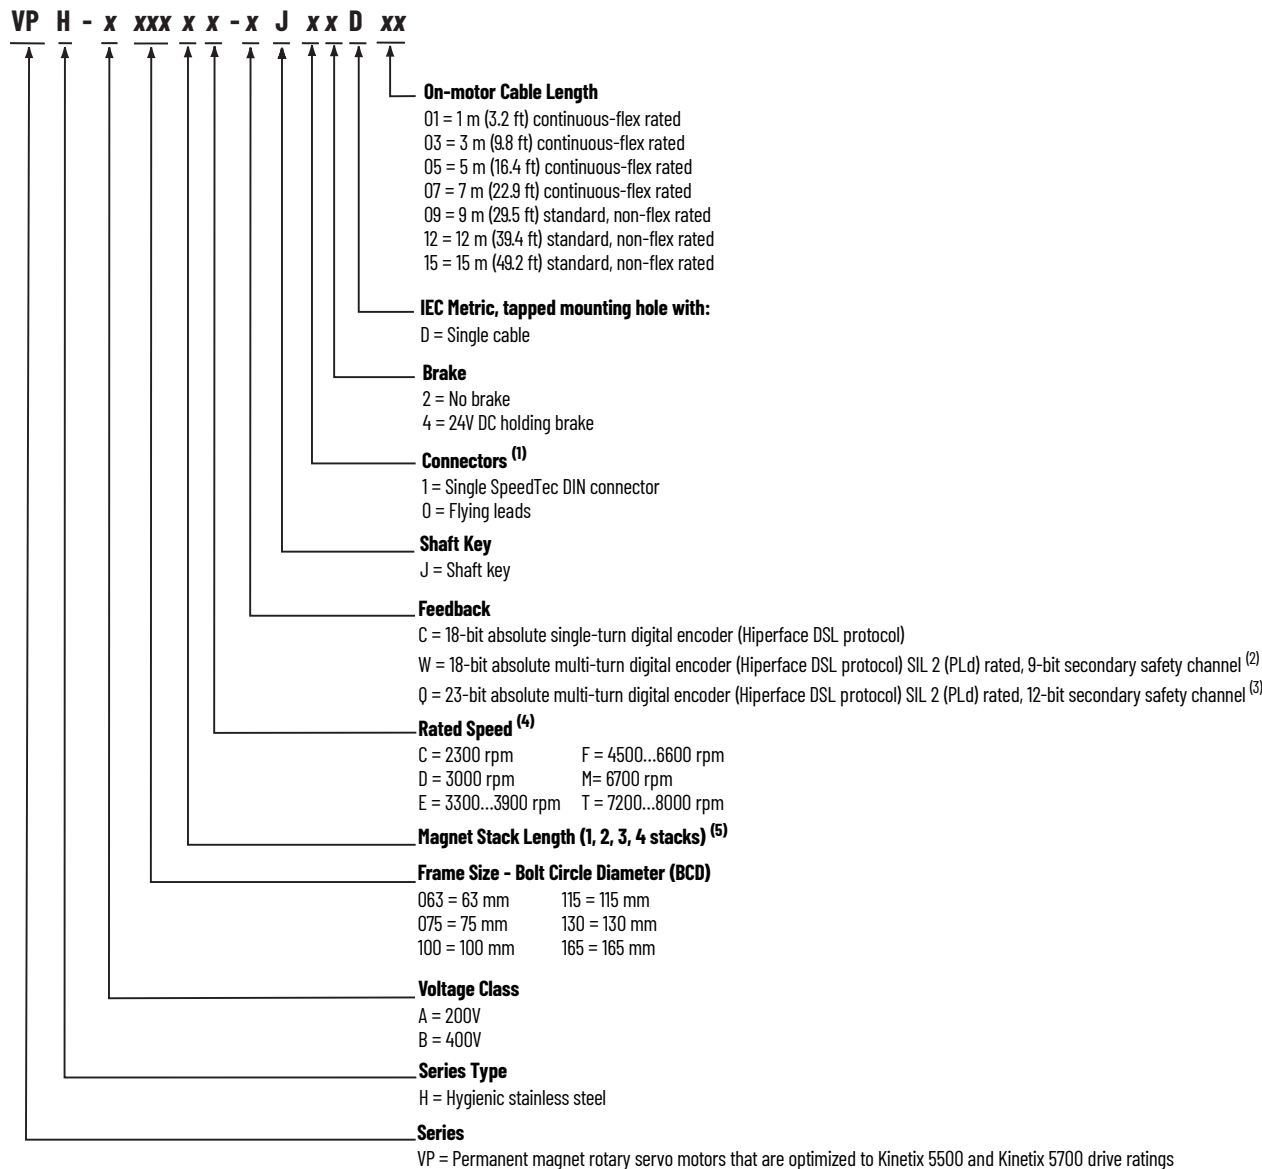 VP H - x xxx x x - x J x x D xx
On-motor Cable Length
01 = 1 m (3.2 ft) continuous-flex rated
03 = 3 m (9.8 ft) continuous-flex rated
05 = 5 m (16.4 ft) continuous-flex rated
07 = 7 m (22.9 ft) continuous-flex rated
09 = 9 m (29.5 ft) standard, non-flex rated
12 = 12 m (39.4 ft) standard, non-flex rated
15 = 15 m (49.2 ft) standard, non-flex rated
IEC Metric, tapped mounting hole with:
D = Single cable
Brake
2 = No brake
4 = 24V DC holding brake
Connectors (1)
1 = Single SpeedTec DIN connector
0 = Flying leads
Shaft Key
J = Shaft key
Feedback
C = 18-bit absolute single-turn digital encoder (Hiperface DSL protocol)
W = 18-bit absolute multi-turn digital encoder (Hiperface DSL protocol) SIL 2 (PLd) rated, 9-bit secondary safety channel (2)
Q = 23-bit absolute multi-turn digital encoder (Hiperface DSL protocol) SIL 2 (PLd) rated, 12-bit secondary safety channel (3)
Rated Speed (4)
C = 2300 rpm F = 4500...6600 rpm
D = 3000 rpm M= 6700 rpm
E = 3300...3900 rpm T = 7200...8000 rpm
Magnet Stack Length (1, 2, 3, 4 stacks) (5)
Frame Size - Bolt Circle Diameter (BCD)
063 = 63 mm 115 = 115 mm
075 = 75 mm 130 = 130 mm
100 = 100 mm 165 = 165 mm
Voltage Class
A = 200V
B = 400V
Series Type
H = Hygienic stainless steel
Series
VP = Permanent magnet rotary servo motors that are optimized to Kinetix 5500 and Kinetix 5700 drive ratings